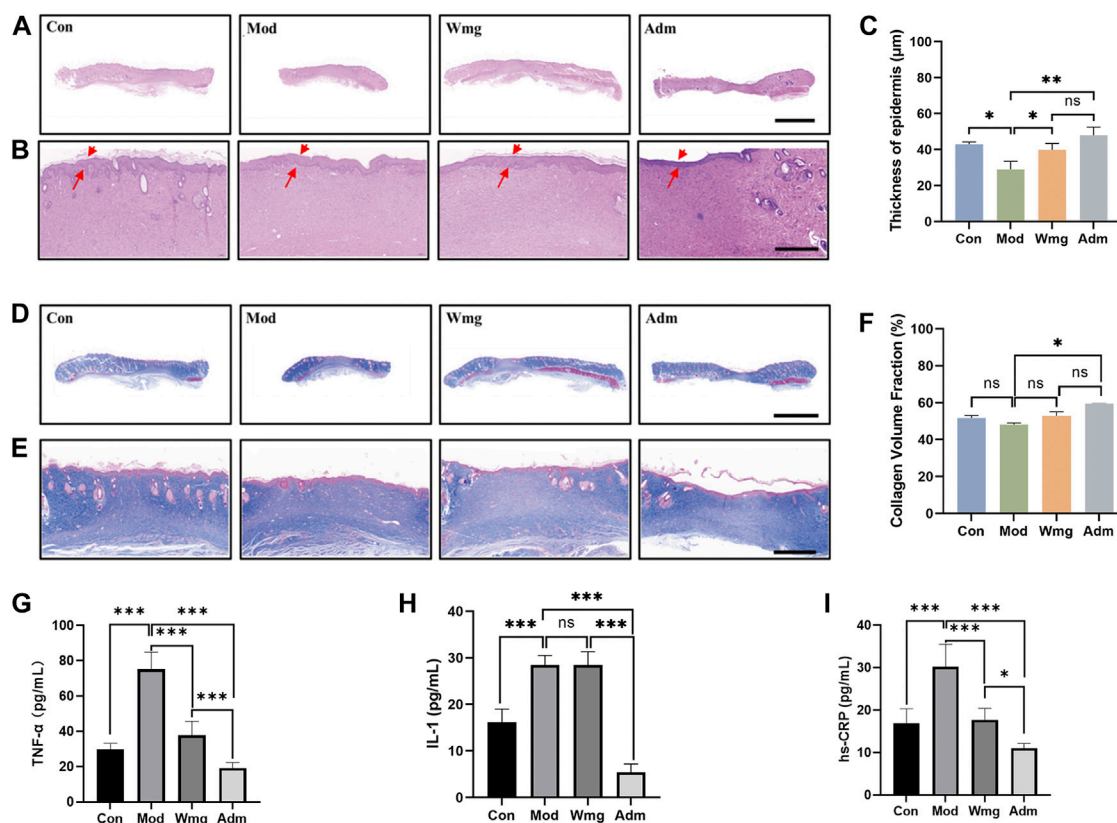 A
Con
Mod
Wmg
Adm
B
C
Thickness of epidermis (μm)
100
80
60
40
20
0
**
*
*
ns
Con Mod Wmg Adm
D
Con
Mod
Wmg
Adm
E
F
Collagen Volume Fraction (%)
100
80
60
40
20
0
*
ns
ns
ns
Con Mod Wmg Adm
G
TNF-α (pg/mL)
100
80
60
40
20
0
***
***
***
***
Con Mod Wmg Adm
H
IL-1 (pg/mL)
40
30
20
10
0
***
***
ns
***
Con Mod Wmg Adm
I
hs-CRP (pg/mL)
40
30
20
10
0
***
***
***
*
Con Mod Wmg Adm